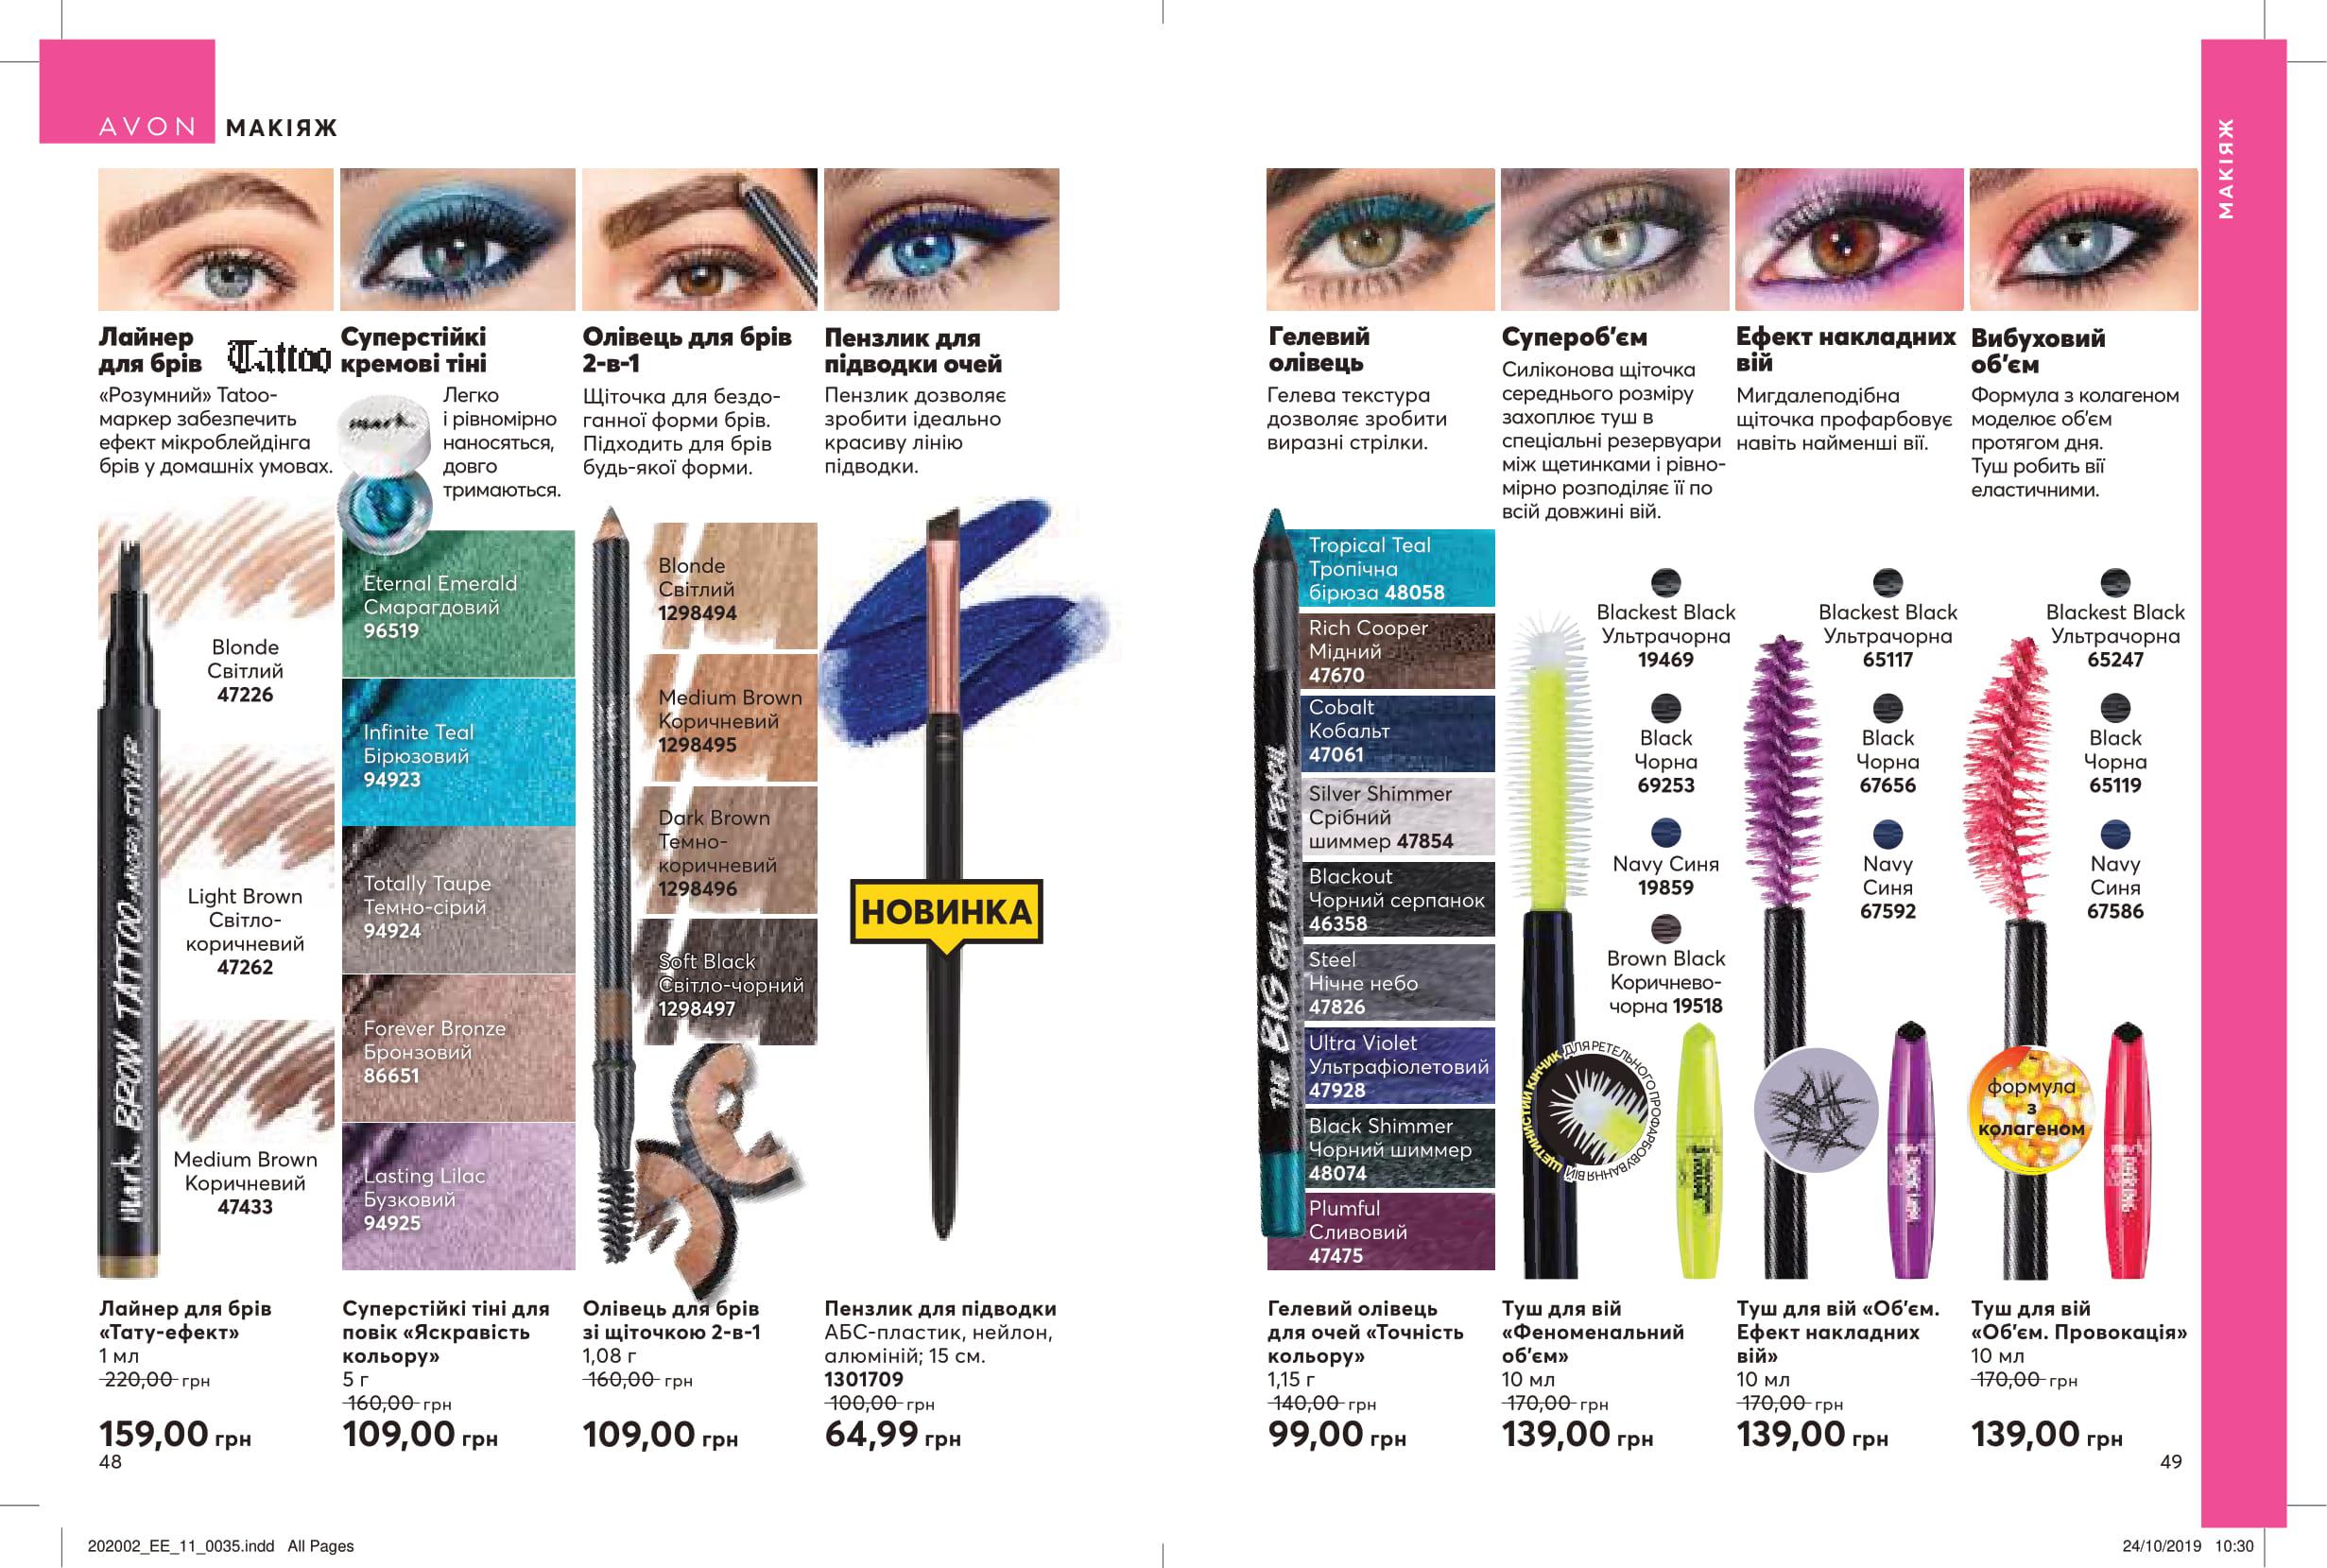 AVON МАКІЯЖ
МАКІЯЖ
Лайнер
для брів
Tattoo
«Розумний» Tatoo-
маркер забезпечить
ефект мікроблейдінга
брів у домашніх умовах.
Blonde
Світлий
47226
Light Brown
Світло-
коричневий
47262
Medium Brown
Коричневий
47433
mark. BROW TATTOO MICRO STYLER
Лайнер для брів
«Тату-ефект»
1 мл
220,00 грн
159,00 грн
48
Суперстійкі
кремові тіні
mark.
Легко
і рівномірно
наносяться,
довго
тримаються.
Eternal Emerald
Смарагдовий
96519
Infinite Teal
Бірюзовий
94923
Totally Taupe
Темно-сірий
94924
Forever Bronze
Бронзовий
86651
Lasting Lilac
Бузковий
94925
Суперстійкі тіні для
повік «Яскравість
кольору»
5 г
160,00 грн
109,00 грн
Олівець для брів
2-в-1
Щіточка для бездо-
ганної форми брів.
Підходить для брів
будь-якої форми.
Blonde
Світлий
1298494
Medium Brown
Коричневий
1298495
Dark Brown
Темно-
коричневий
1298496
Soft Black
Світло-чорний
1298497
Олівець для брів
зі щіточкою 2-в-1
1,08 г
160,00 грн
109,00 грн
Пензлик для
підводки очей
Пензлик дозволяє
зробити ідеально
красиву лінію
підводки.
НОВИНКА
Пензлик для підводки
АБС-пластик, нейлон,
алюміній; 15 см.
1301709
100,00 грн
64,99 грн
Гелевий
олівець
Гелева текстура
дозволяє зробити
виразні стрілки.
THE BIG GEL PAINT PENCIL
Tropical Teal
Тропічна
бірюза 48058
Rich Cooper
Мідний
47670
Cobalt
Кобальт
47061
Silver Shimmer
Срібний
шиммер 47854
Blackout
Чорний серпанок
46358
Steel
Нічне небо
47826
Ultra Violet
Ультрафіолетовий
47928
Black Shimmer
Чорний шиммер
48074
Plumful
Сливовий
47475
Гелевий олівець
для очей «Точність
кольору»
1,15 г
140,00 грн
99,00 грн
Супероб'єм
Силіконова щіточка
середнього розміру
захоплює туш в
спеціальні резервуари
між щетинками і рівно-
мірно розподіляє її по
всій довжині вій.
Blackest Black
Ультрачорна
19469
Black
Чорна
69253
Navy Синя
19859
Brown Black
Коричнево-
чорна 19518
ЩЕТИНИСТИЙ КІНЧИК ДЛЯ РЕТЕЛЬНОГО ПРОФАРБОВУВАННЯ ВІЙ
Туш для вій
«Феноменальний
об'єм»
10 мл
170,00 грн
139,00 грн
Ефект накладних
вій
Мигдалеподібна
щіточка профарбовує
навіть найменші вії.
Blackest Black
Ультрачорна
65117
Black
Чорна
67656
Navy
Синя
67592
Туш для вій «Об'єм.
Ефект накладних
вій»
10 мл
170,00 грн
139,00 грн
Вибуховий
об'єм
Формула з колагеном
моделює об'єм
протягом дня.
Туш робить вії
еластичними.
Blackest Black
Ультрачорна
65247
Black
Чорна
65119
Navy
Синя
67586
формула
з
колагеном
Туш для вій
«Об'єм. Провокація»
10 мл
170,00 грн
139,00 грн
49
202002_EE_11_0035.indd All Pages
24/10/2019 10:30